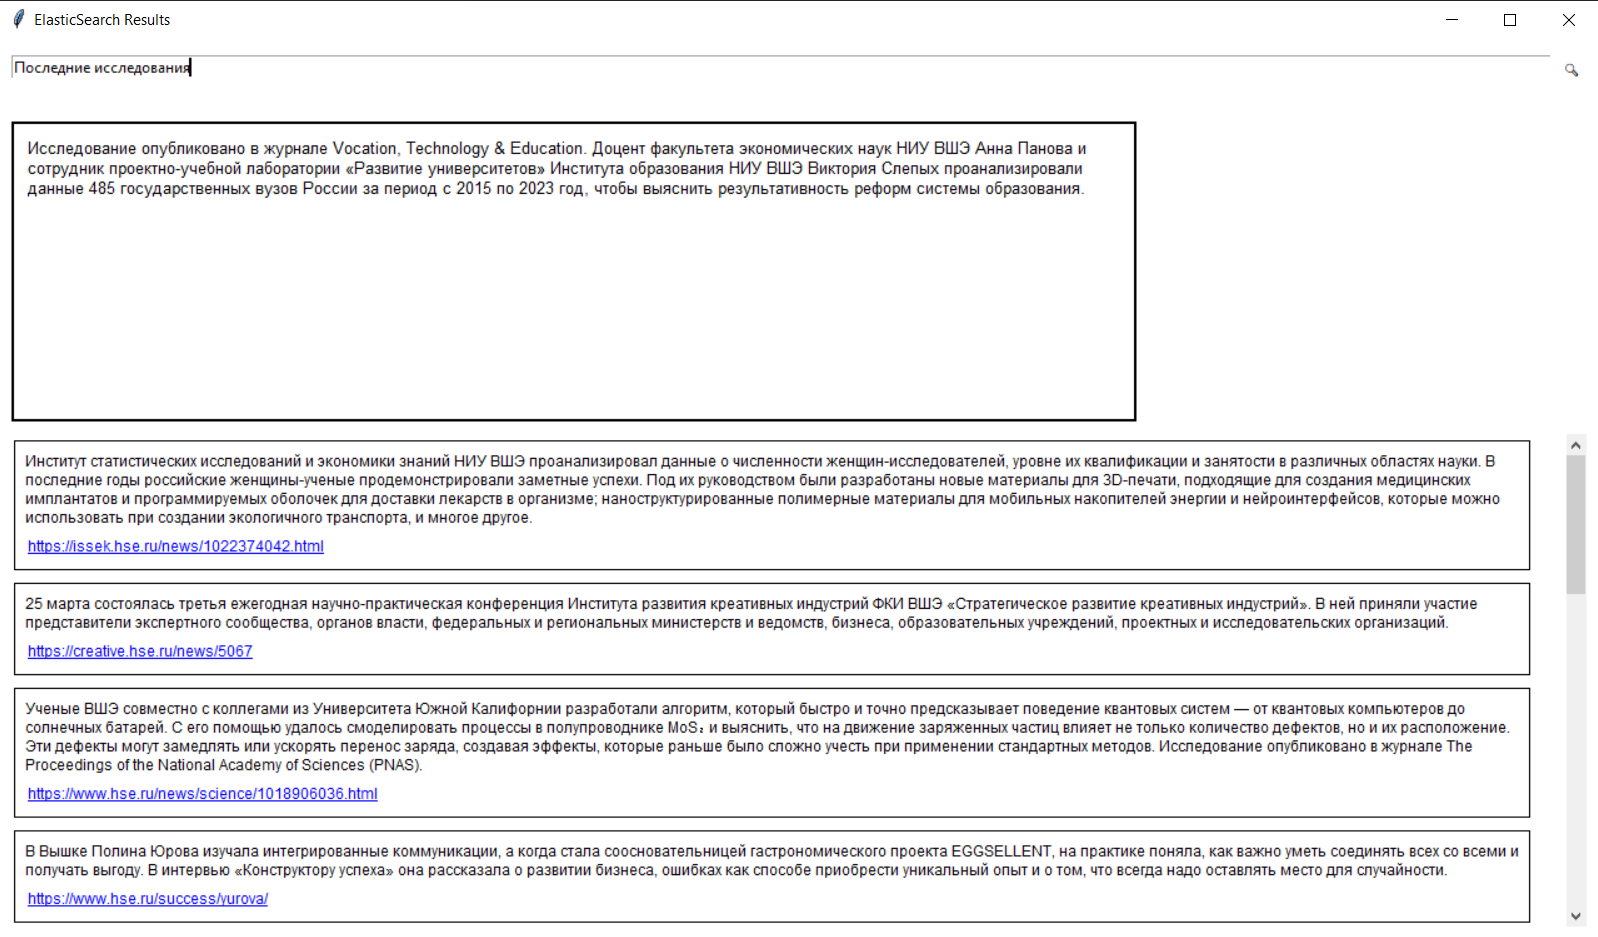 ElasticSearch Results
Последние исследования
Исследование опубликовано в журнале Vocation, Technology & Education. Доцент факультета экономических наук НИУ ВШЭ Анна Панова и
сотрудник проектно-учебной лаборатории «Развитие университетов» Института образования НИУ ВШЭ Виктория Слепых проанализировали
данные 485 государственных вузов России за период с 2015 по 2023 год, чтобы выяснить результативность реформ системы образования.
Институт статистических исследований и экономики знаний НИУ ВШЭ проанализировал данные о численности женщин-исследователей, уровне их квалификации и занятости в различных областях науки. В
последние годы российские женщины-ученые продемонстрировали заметные успехи. Под их руководством были разработаны новые материалы для 3D-печати, подходящие для создания медицинских
имплантатов и программируемых оболочек для доставки лекарств в организме; наноструктурированные полимерные материалы для мобильных накопителей энергии и нейроинтерфейсов, которые можно
использовать при создании экологичного транспорта, и многое другое.
https://issek.hse.ru/news/1022374042.html
25 марта состоялась третья ежегодная научно-практическая конференция Института развития креативных индустрий ФКИ ВШЭ «Стратегическое развитие креативных индустрий». В ней приняли участие
представители экспертного сообщества, органов власти, федеральных и региональных министерств и ведомств, бизнеса, образовательных учреждений, проектных и исследовательских организаций.
https://creative.hse.ru/news/5067
Ученые ВШЭ совместно с коллегами из Университета Южной Калифорнии разработали алгоритм, который быстро и точно предсказывает поведение квантовых систем — от квантовых компьютеров до
солнечных батарей. С его помощью удалось смоделировать процессы в полупроводнике MoS₂ и выяснить, что на движение заряженных частиц влияет не только количество дефектов, но и их расположение.
Эти дефекты могут замедлять или ускорять перенос заряда, создавая эффекты, которые раньше было сложно учесть при применении стандартных методов. Исследование опубликовано в журнале The
Proceedings of the National Academy of Sciences (PNAS).
https://www.hse.ru/news/science/1018906036.html
В Вышке Полина Юрова изучала интегрированные коммуникации, а когда стала соосновательницей гастрономического проекта EGGSELLENT, на практике поняла, как важно уметь соединять всех со всеми и
получать выгоду. В интервью «Конструктору успеха» она рассказала о развитии бизнеса, ошибках как способе приобрести уникальный опыт и о том, что всегда надо оставлять место для случайности.
https://www.hse.ru/success/yurova/